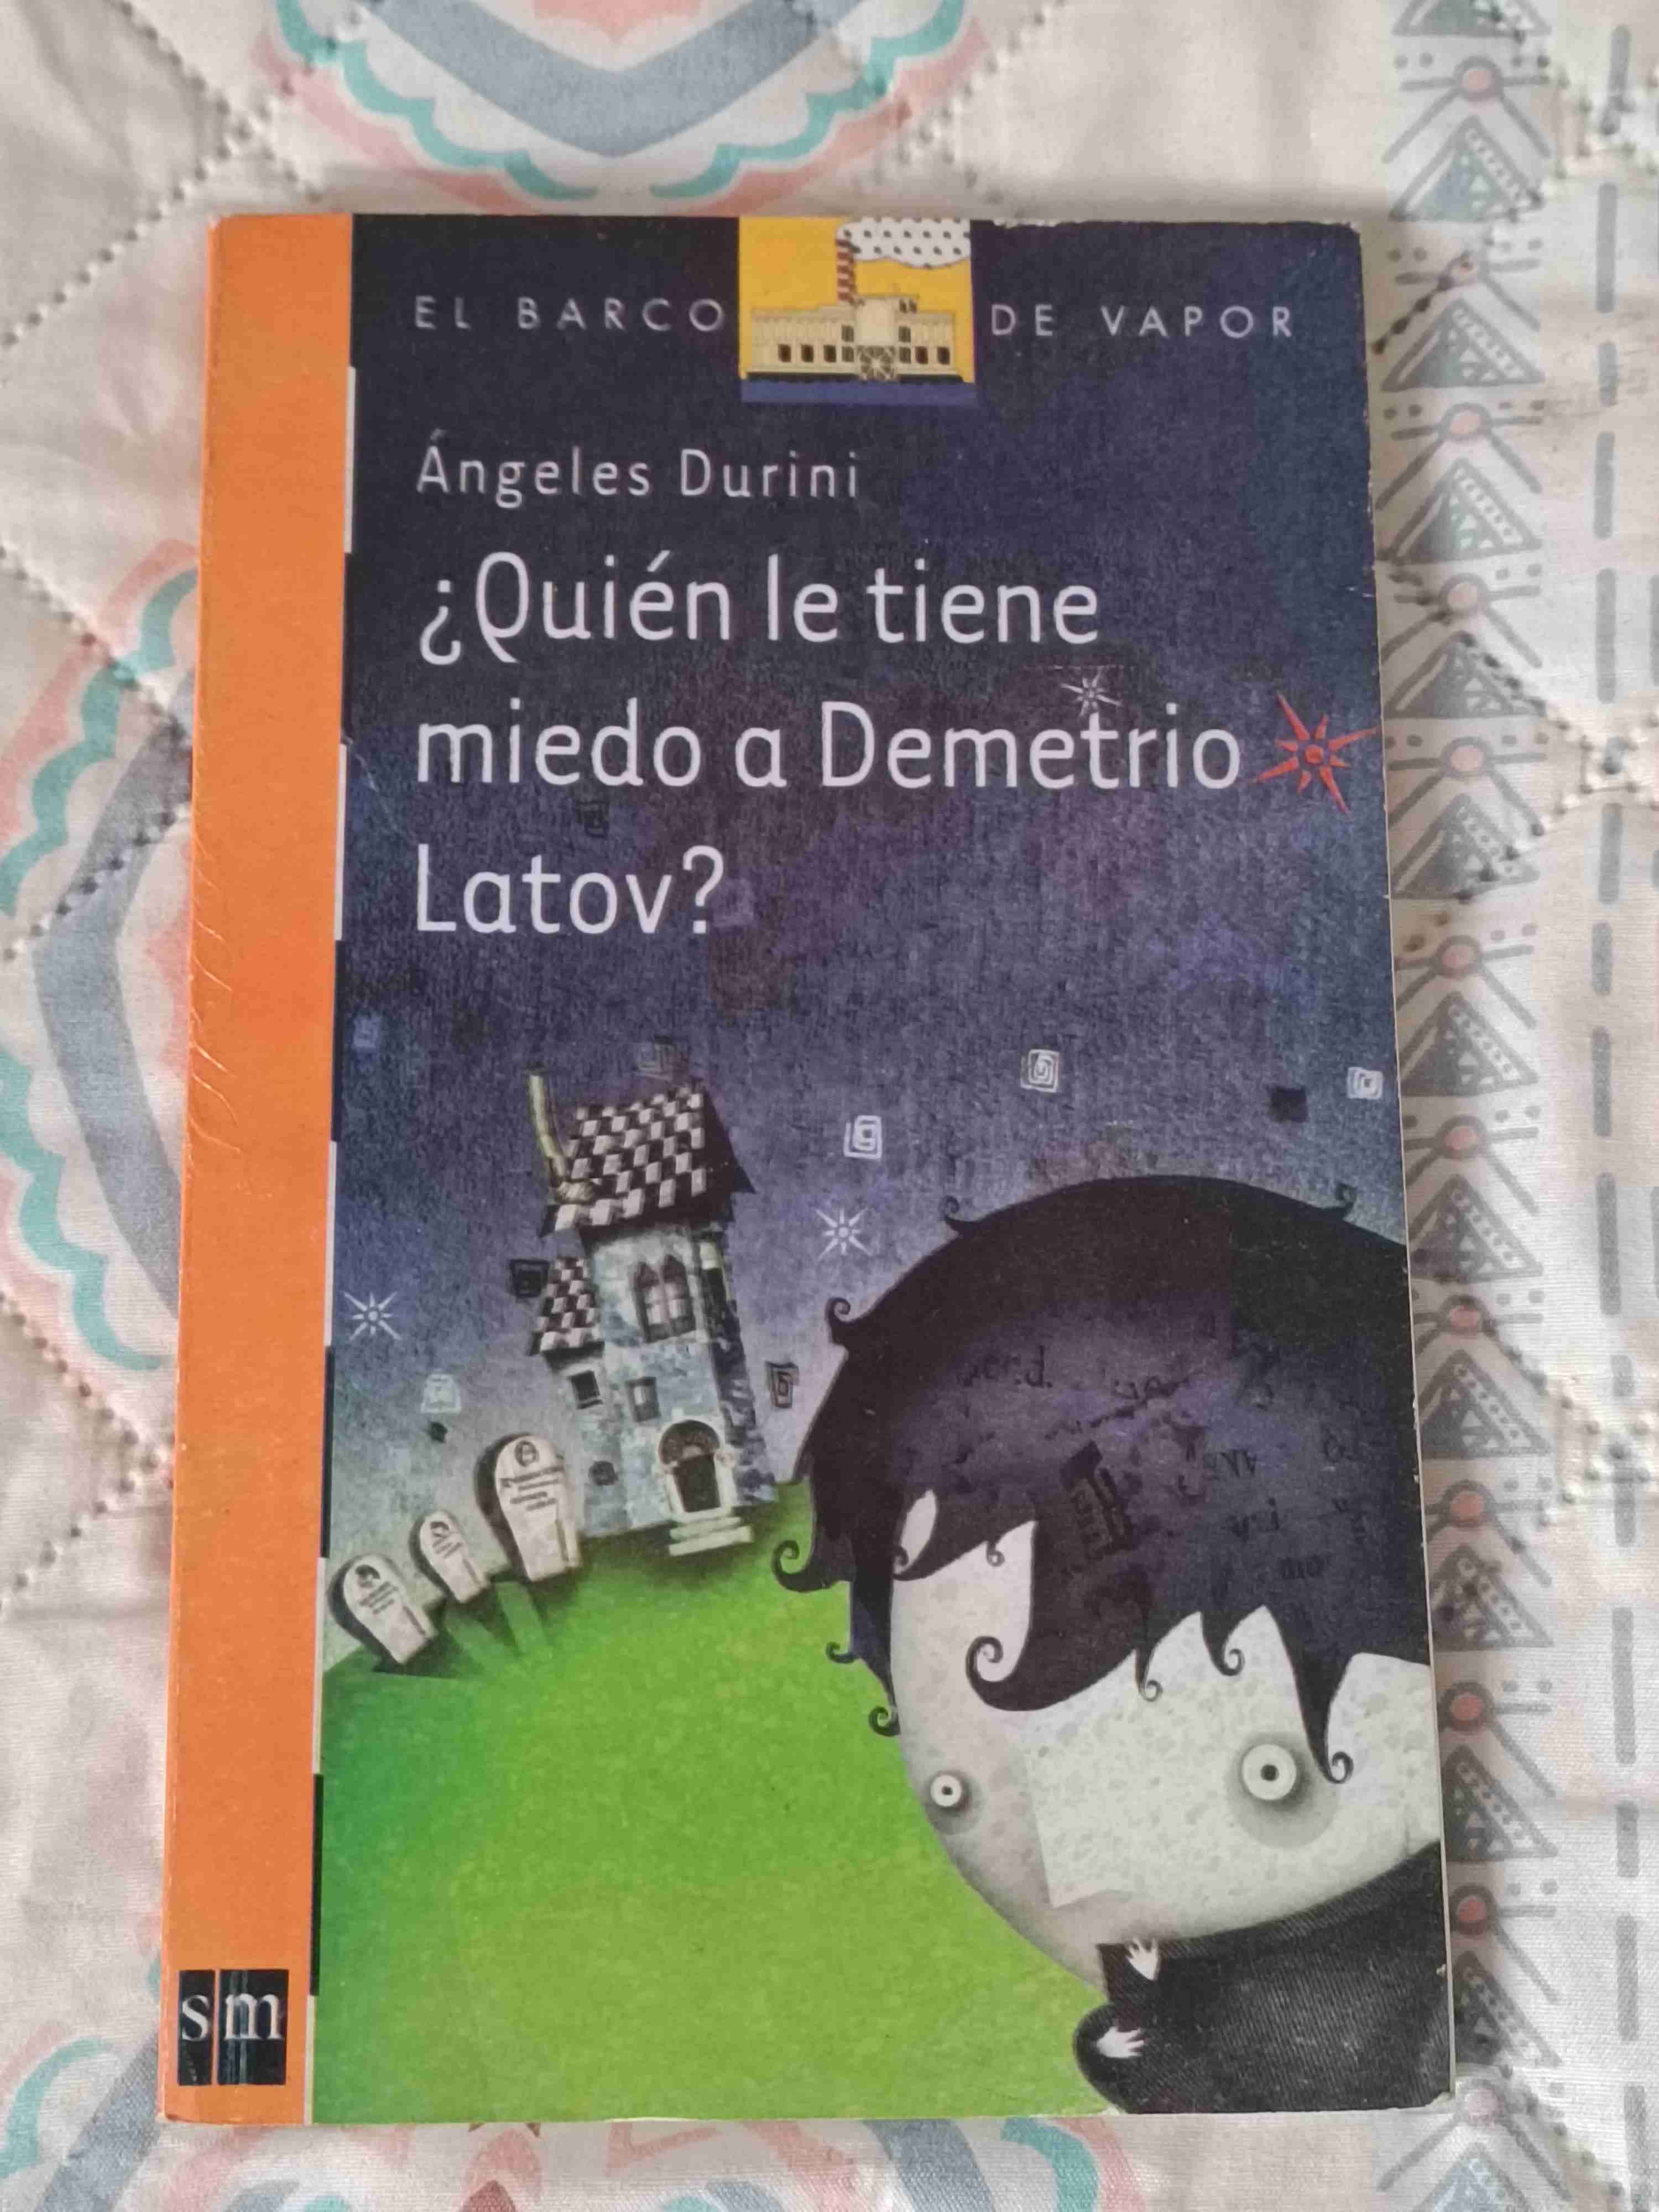 EL BARCO DE VAPOR
Ángeles Durini
¿Quién le tiene
miedo a Demetrio
Latov?
sm